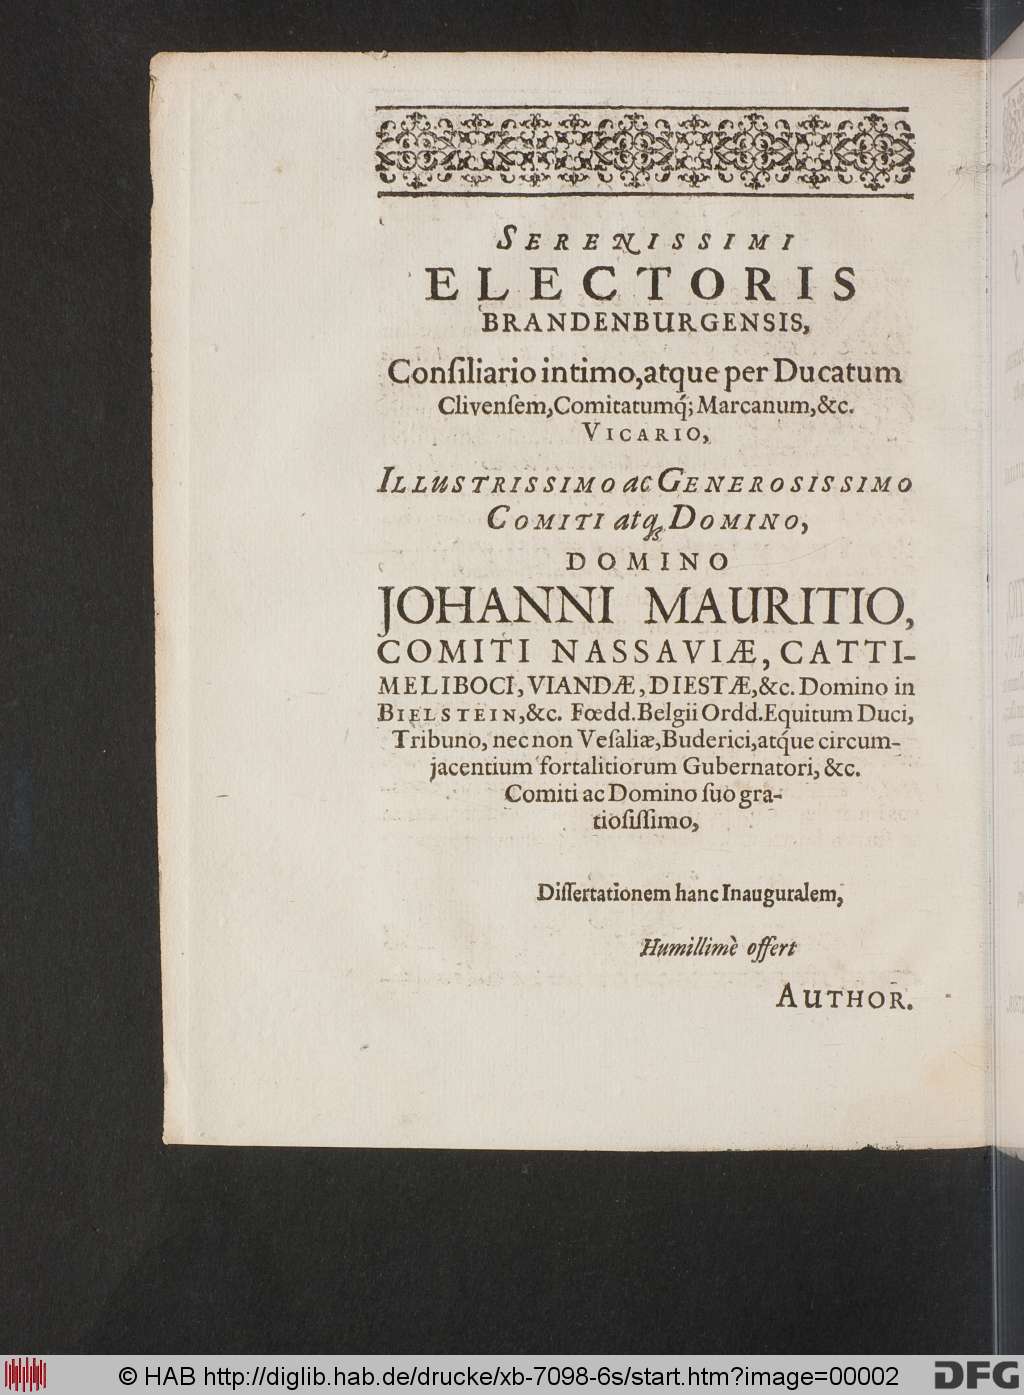 SERENISSIMI
ELECTORIS
BRANDENBURGENSIS,
Conſiliario intimo, atque per Ducatum
Clivenſem, Comitatumq́; Marcanum, &c.
VICARIO,
ILLUSTRISSIMO ac GENEROSISSIMO
COMITI atq; DOMINO,
DOMINO
JOHANNI MAURITIO,
COMITI NASSAVIÆ, CATTI-
MELIBOCI, VIANDÆ, DIESTÆ, &c. Domino in
BIELSTEIN, &c. Fœdd. Belgii Ordd. Equitum Duci,
Tribuno, nec non Veſaliæ, Buderici, atq́ue circum-
jacentium fortalitiorum Gubernatori, &c.
Comiti ac Domino ſuo gra-
tioſiſſimo,
Diſſertationem hanc Inauguralem,
Humillimè offert
AUTHOR.
© HAB http://diglib.hab.de/drucke/xb-7098-6s/start.htm?image=00002
DFG